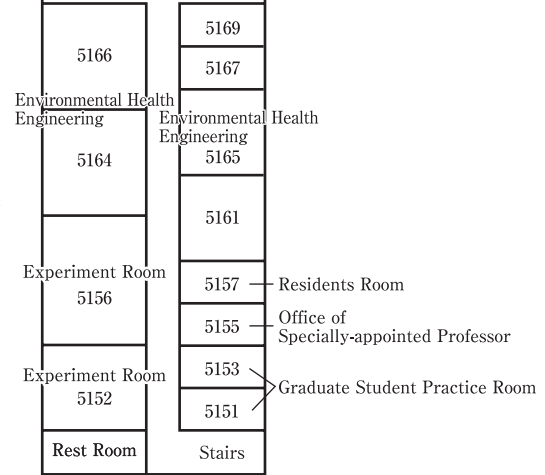 5166
Environmental Health
Engineering
5164
Experiment Room
5156
Experiment Room
5152
Rest Room
5169
5167
Environmental Health
Engineering
5165
5161
5157
Residents Room
5155
Office of
Specially-appointed Professor
5153
Graduate Student Practice Room
5151
Stairs